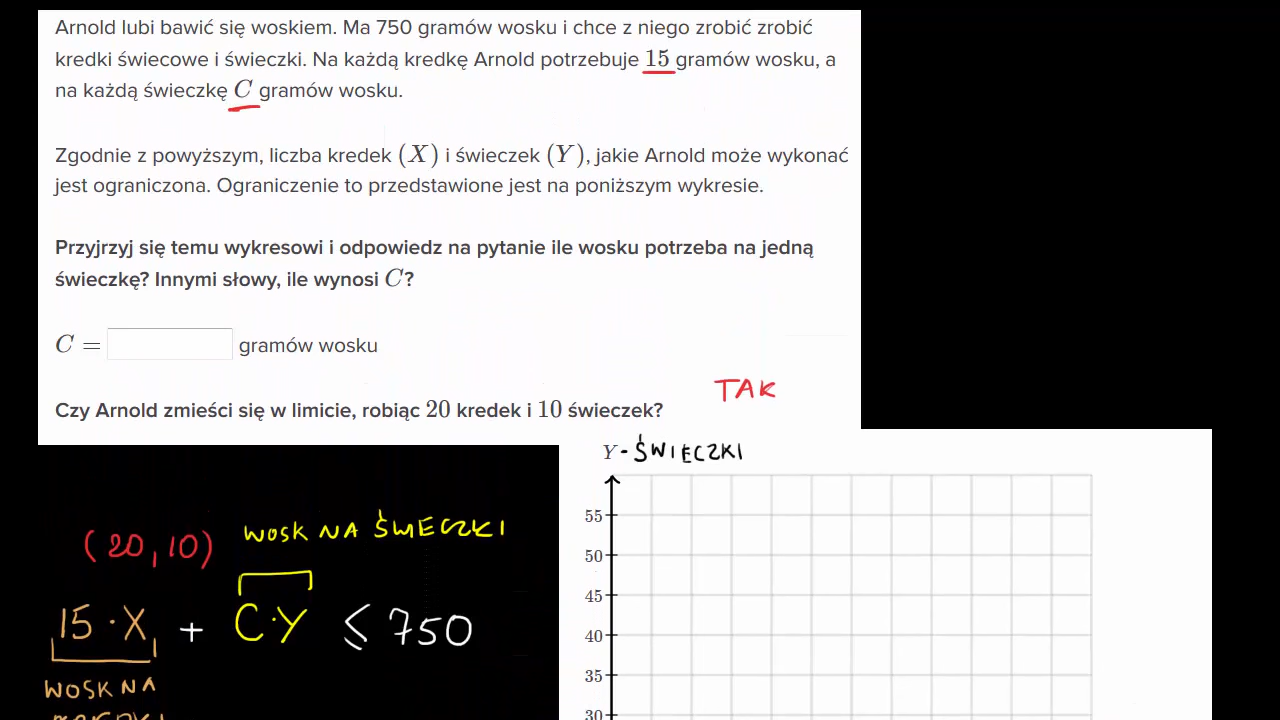 Arnold lubi bawić się woskiem. Ma 750 gramów wosku i chce z niego zrobić zrobić
kredki świecowe i świeczki. Na każdą kredkę Arnold potrzebuje 15 gramów wosku, a
na każdą świeczkę C gramów wosku.
Zgodnie z powyższym, liczba kredek (X) i świeczek (Y), jakie Arnold może wykonać
jest ograniczona. Ograniczenie to przedstawione jest na poniższym wykresie.
Przyjrzyj się temu wykresowi i odpowiedz na pytanie ile wosku potrzeba na jedną
świeczkę? Innymi słowy, ile wynosi C?
C = gramów wosku
TAK
Czy Arnold zmieści się w limicie, robiąc 20 kredek i 10 świeczek?
Y - ŚWIECZKI
55
50
45
40
35
30
(20,10)
WOSK NA ŚWIECZKI
15 · X + C · Y ≤ 750
WOSK NA